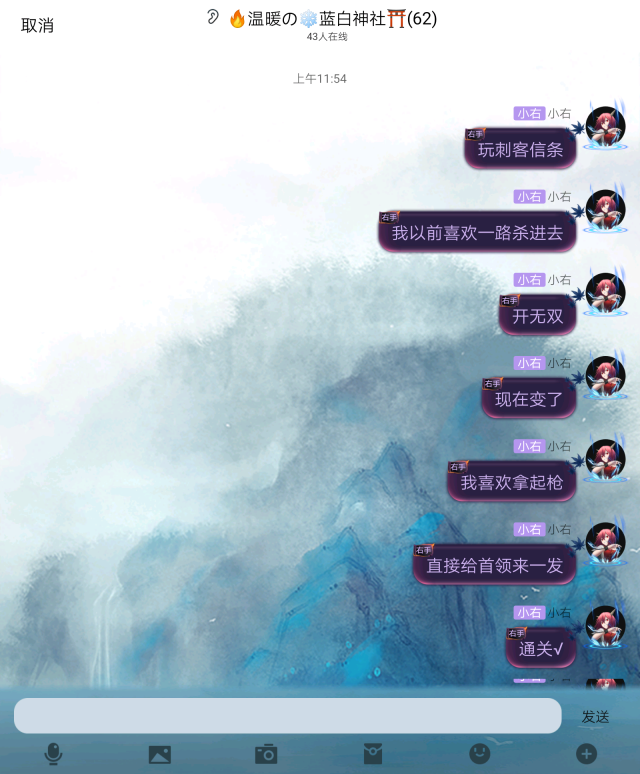 取消
🔥温暖の❄️蓝白神社⛩️(62)
43人在线
上午11:54
小右 小右
右手
玩刺客信条
小右 小右
右手
我以前喜欢一路杀进去
小右 小右
右手
开无双
小右 小右
右手
现在变了
小右 小右
右手
我喜欢拿起枪
小右 小右
右手
直接给首领来一发
小右 小右
右手
通关√
发送